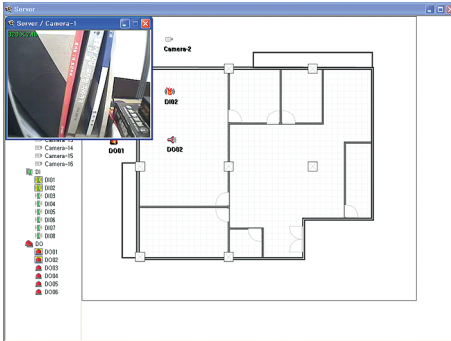 Server
Server / Camera-1
Camera-2
DI02
DO01
DO02
Camera-14
Camera-15
Camera-16
DI
DI01
DI02
DI03
DI04
DI05
DI06
DI07
DI08
DO
DO01
DO02
DO03
DO04
DO05
DO06